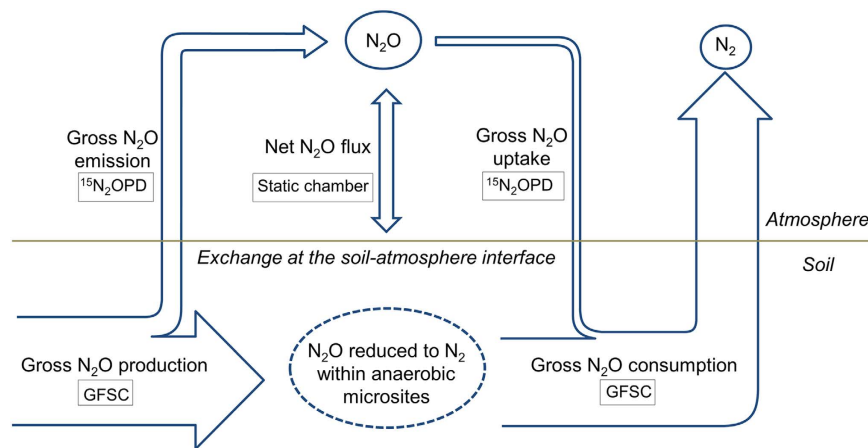 N₂O
N₂
Gross N₂O
emission
¹⁵N₂OPD
Net N₂O flux
Static chamber
Gross N₂O
uptake
¹⁵N₂OPD
Atmosphere
Exchange at the soil-atmosphere interface
Soil
Gross N₂O production
GFSC
N₂O reduced to N₂
within anaerobic
microsites
Gross N₂O consumption
GFSC